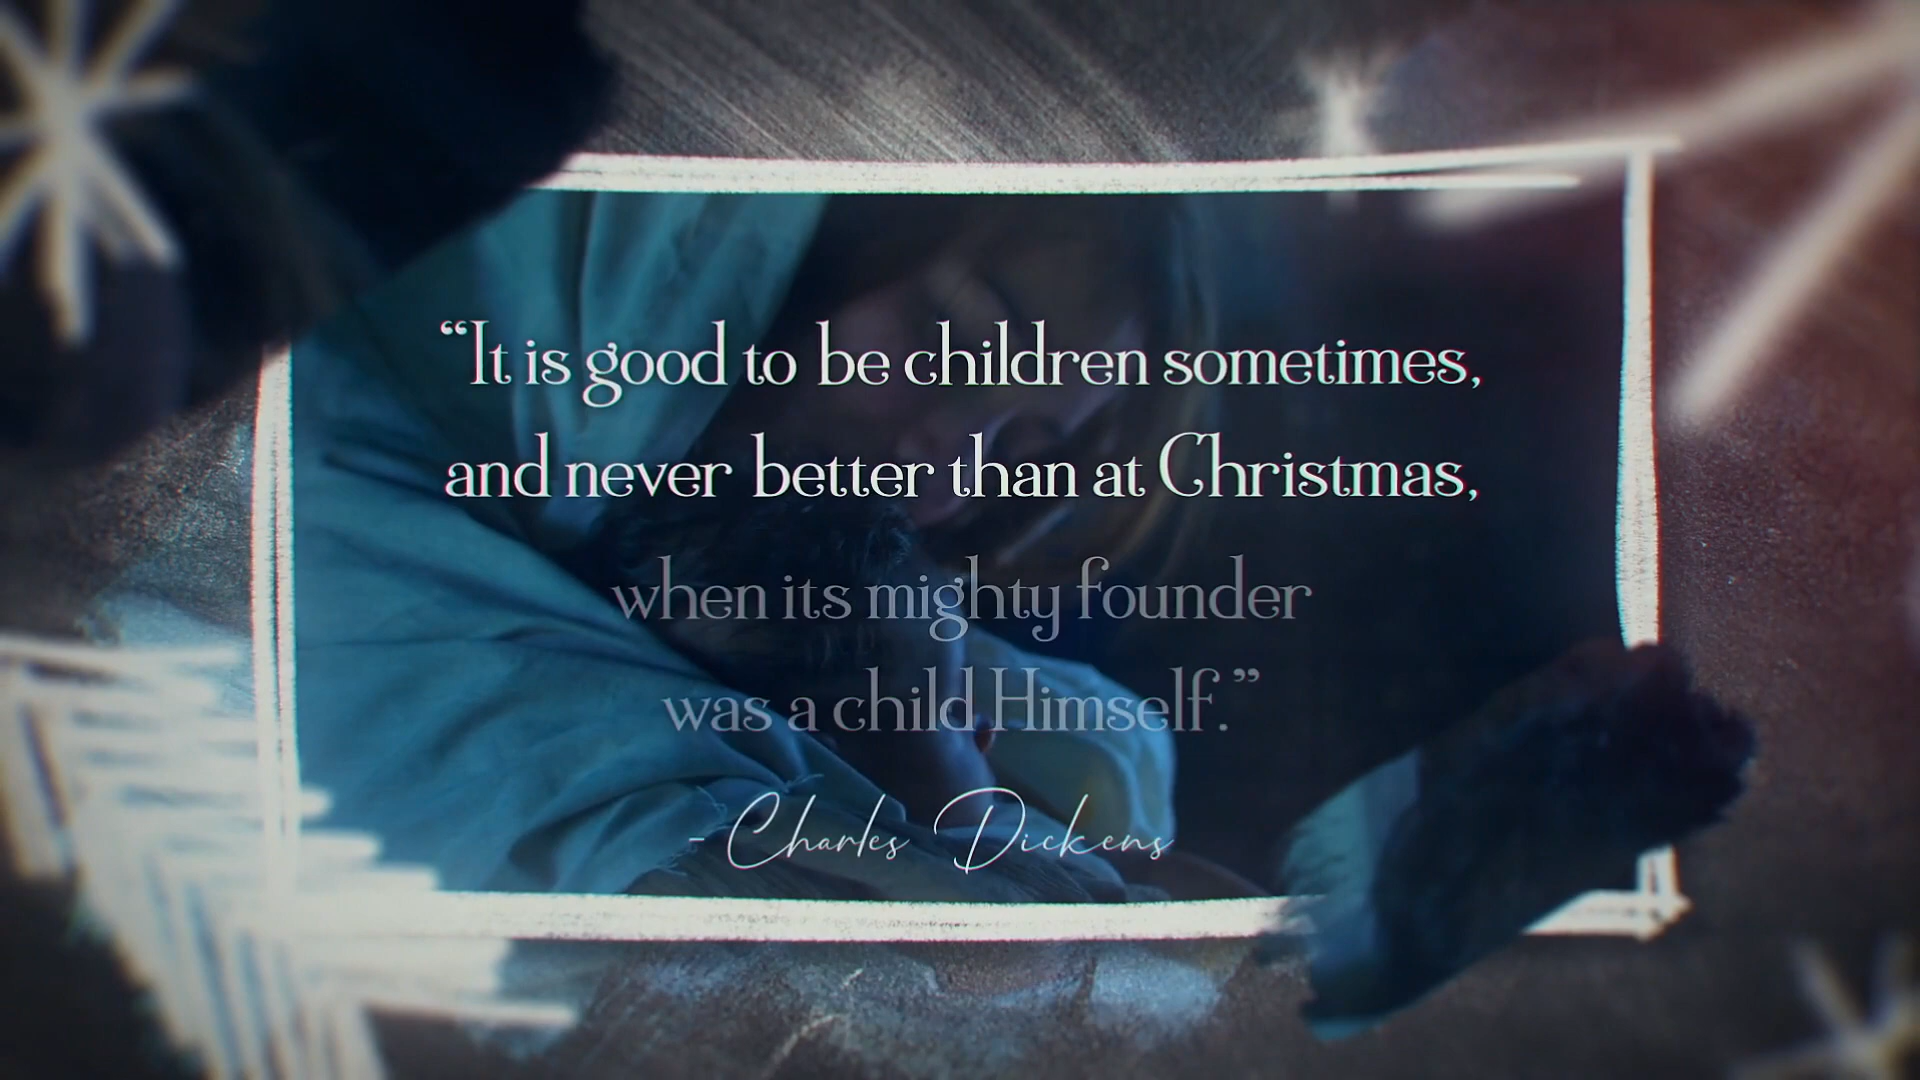 “It is good to be children sometimes,
and never better than at Christmas,
when its mighty founder
was a child Himself.”
- Charles Dickens